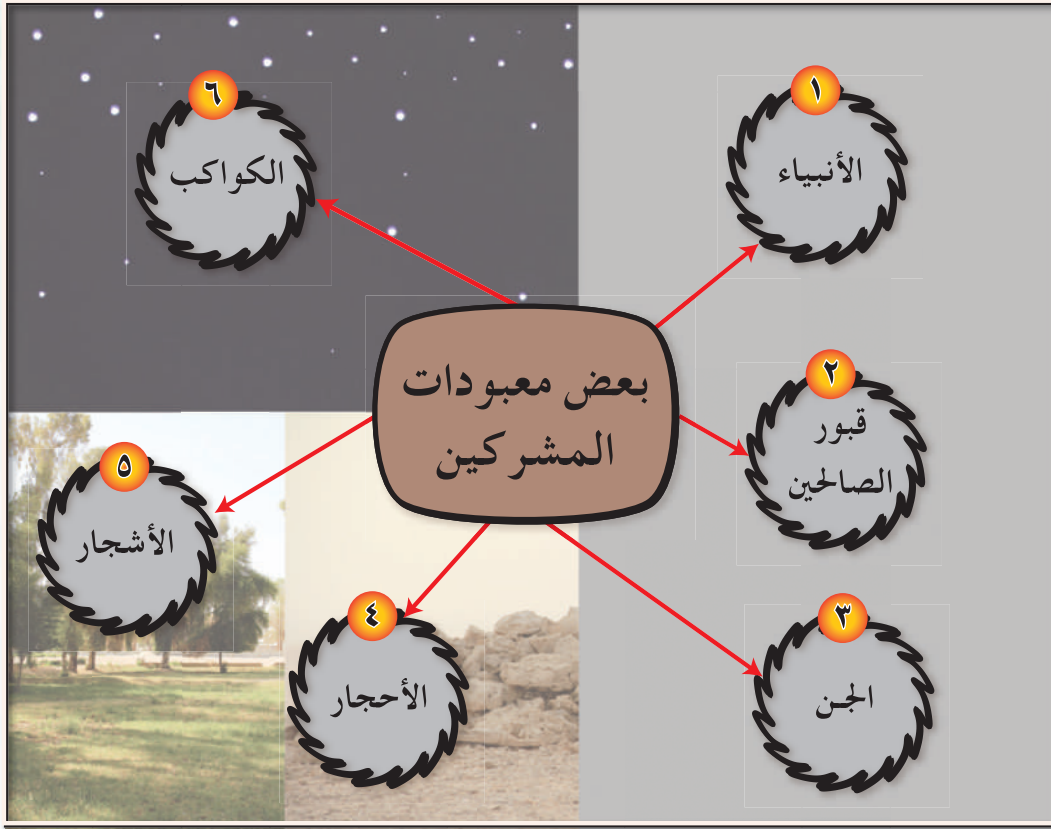 بعض معبودات
المشركين
١
الأنبياء
٢
قبور
الصالحين
٣
الجن
٤
الأحجار
٥
الأشجار
٦
الكواكب